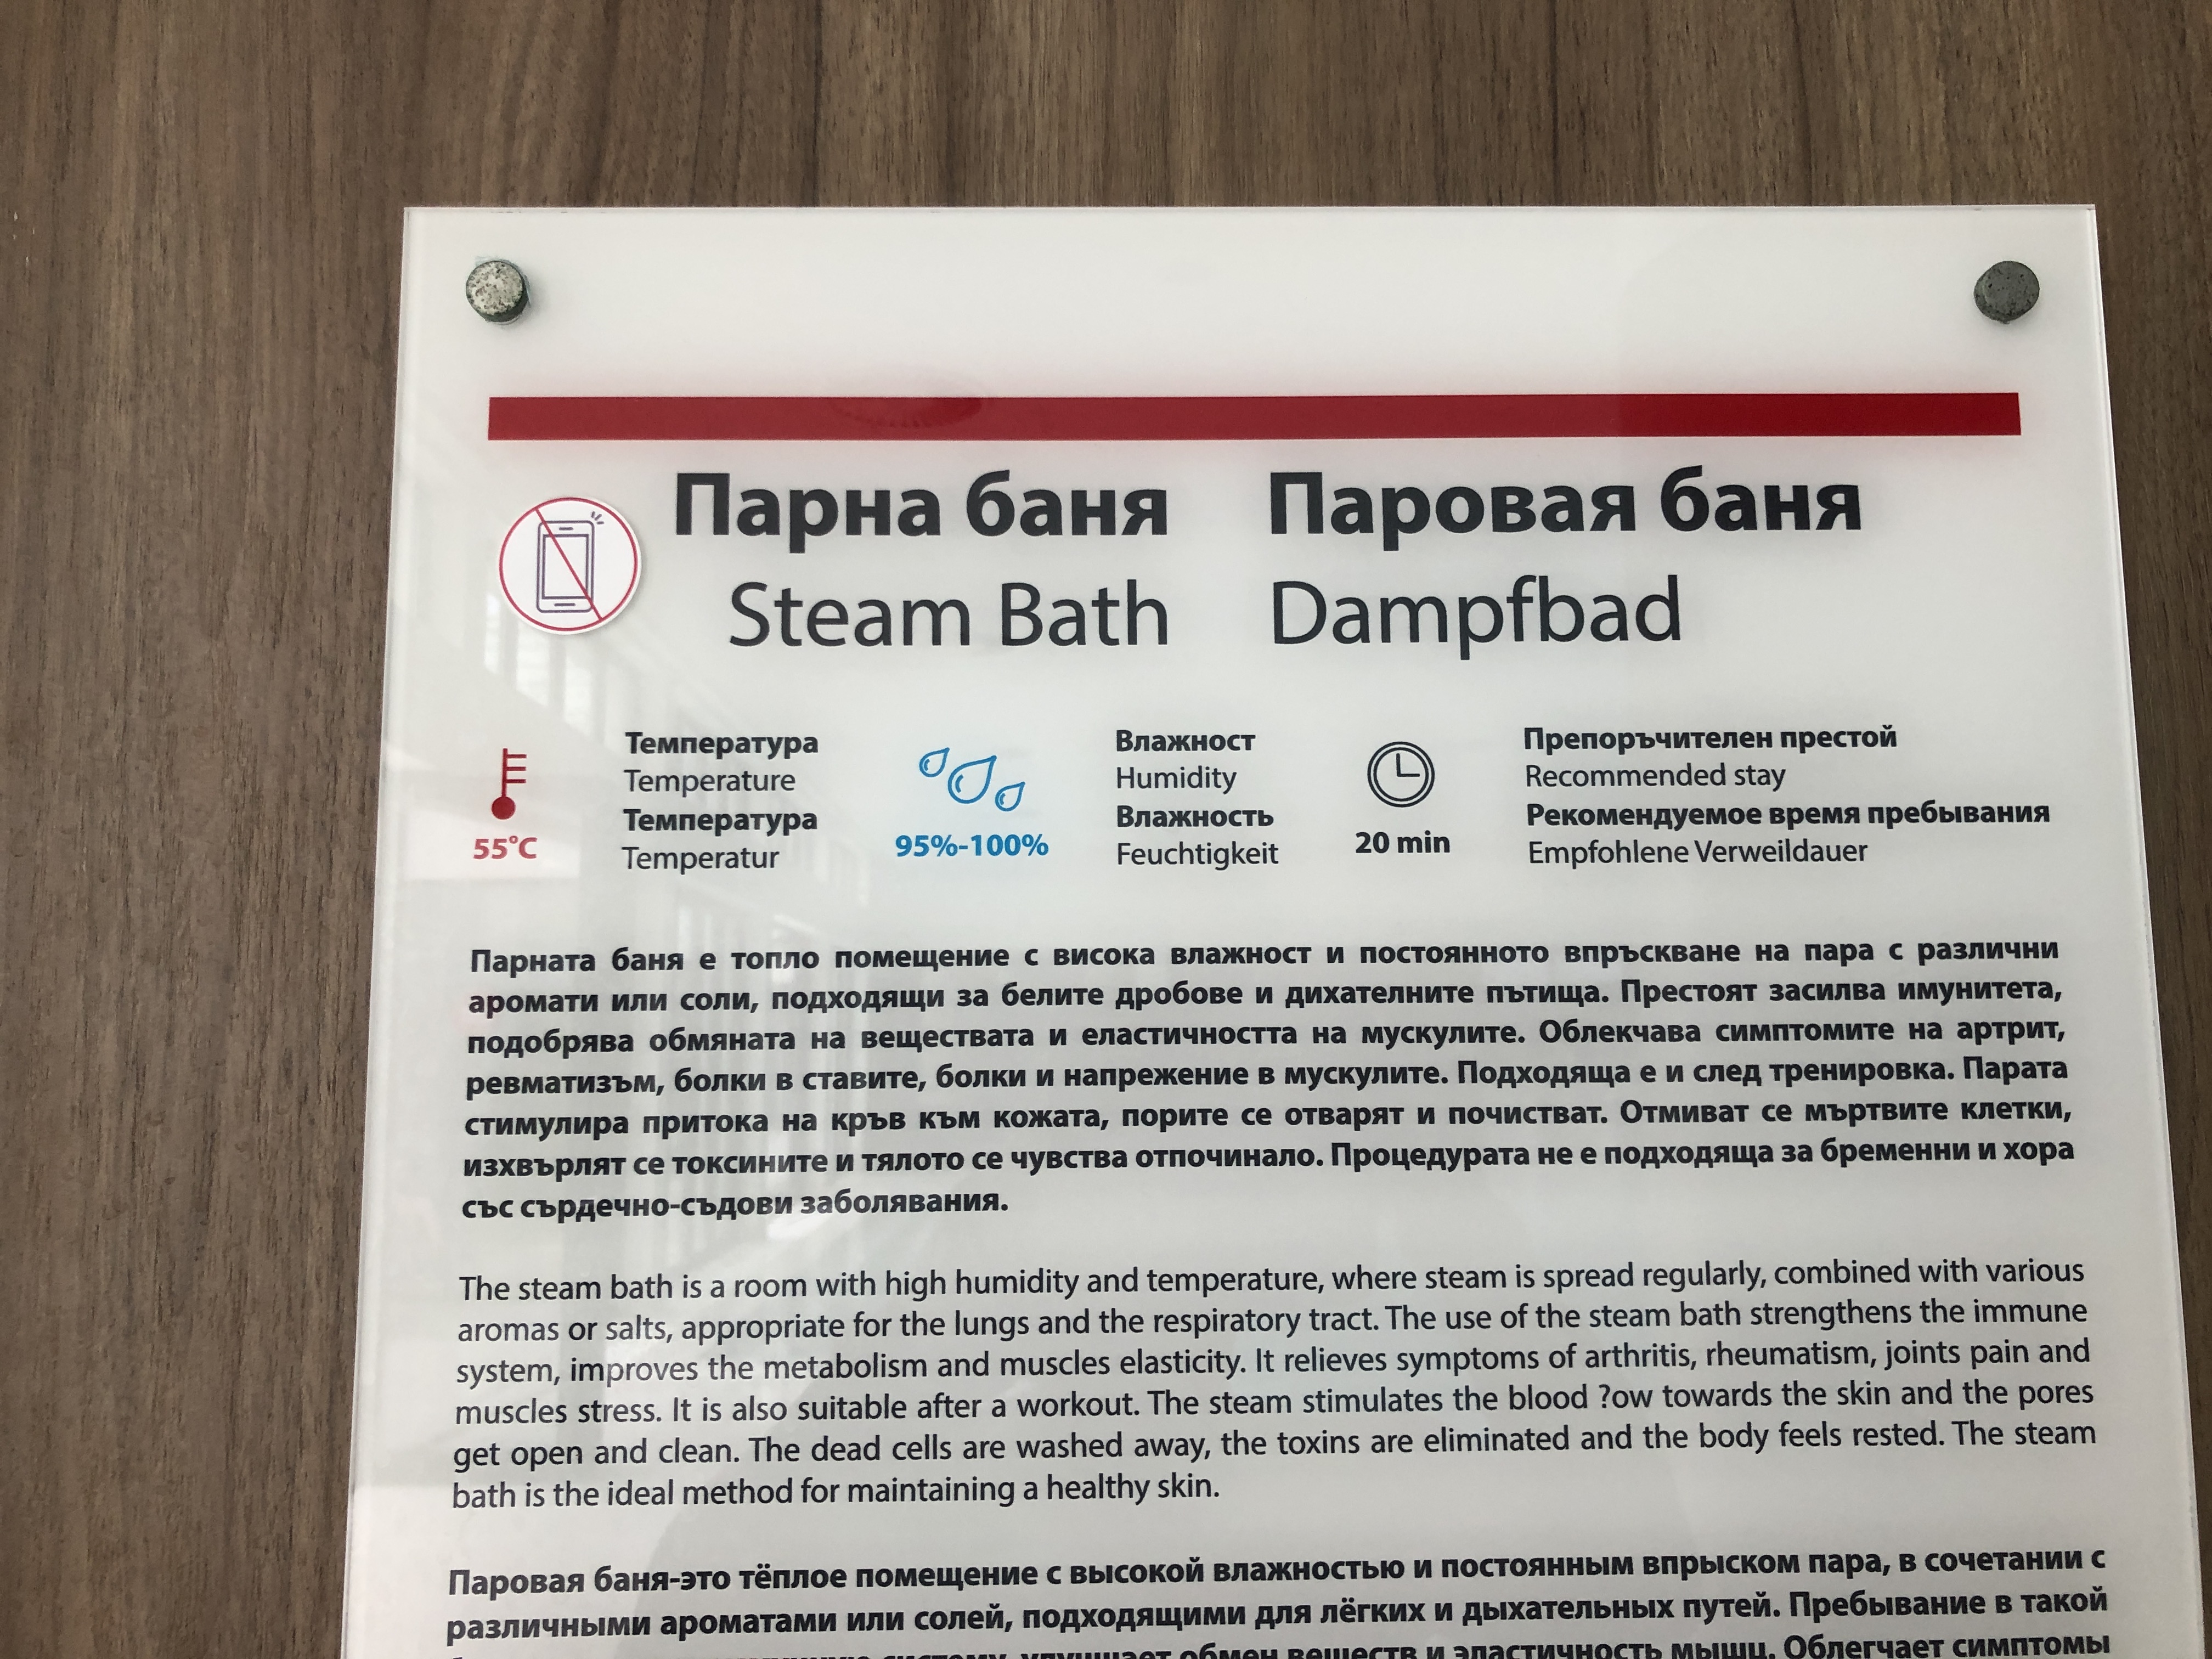 Парна баня
Steam Bath
Паровая баня
Dampfbad
55°C
Температура
Temperature
Температура
Temperatur
95%-100%
Влажност
Humidity
Влажность
Feuchtigkeit
20 min
Препоръчителен престой
Recommended stay
Рекомендуемое время пребывания
Empfohlene Verweildauer
Парната баня е топло помещение с висока влажност и постоянното впръскване на пара с различни
аромати или соли, подходящи за белите дробове и дихателните пътища. Престоят засилва имунитета,
подобрява обмяната на веществата и еластичността на мускулите. Облекчава симптомите на артрит,
ревматизъм, болки в ставите, болки и напрежение в мускулите. Подходяща е и след тренировка. Парата
стимулира притока на кръв към кожата, порите се отварят и почистват. Отмиват се мъртвите клетки,
изхвърлят се токсините и тялото се чувства отпочинало. Процедурата не е подходяща за бременни и хора
със сърдечно-съдови заболявания.
The steam bath is a room with high humidity and temperature, where steam is spread regularly, combined with various
aromas or salts, appropriate for the lungs and the respiratory tract. The use of the steam bath strengthens the immune
system, improves the metabolism and muscles elasticity. It relieves symptoms of arthritis, rheumatism, joints pain and
muscles stress. It is also suitable after a workout. The steam stimulates the blood ?ow towards the skin and the pores
get open and clean. The dead cells are washed away, the toxins are eliminated and the body feels rested. The steam
bath is the ideal method for maintaining a healthy skin.
Паровая баня-это тёплое помещение с высокой влажностью и постоянным впрыском пара, в сочетании с
различными ароматами или солей, подходящими для лёгких и дыхательных путей. Пребывание в такой
систему, улучшает обмен веществ и эластичность мышц. Облегчает симптомы